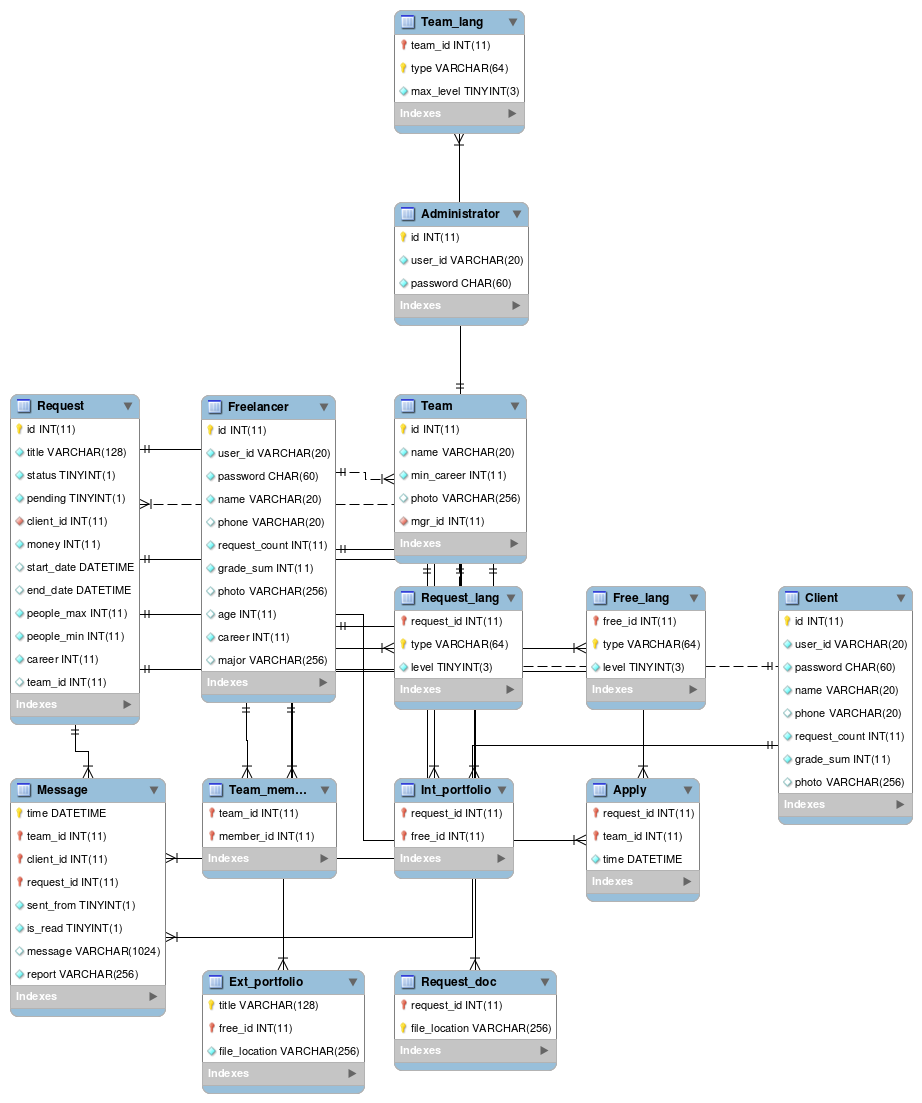 Team_lang
team_id INT(11)
type VARCHAR(64)
max_level TINYINT(3)
Indexes
Administrator
id INT(11)
user_id VARCHAR(20)
password CHAR(60)
Indexes
Request
id INT(11)
title VARCHAR(128)
status TINYINT(1)
pending TINYINT(1)
client_id INT(11)
money INT(11)
start_date DATETIME
end_date DATETIME
people_max INT(11)
people_min INT(11)
career INT(11)
team_id INT(11)
Indexes
Freelancer
id INT(11)
user_id VARCHAR(20)
password CHAR(60)
name VARCHAR(20)
phone VARCHAR(20)
request_count INT(11)
grade_sum INT(11)
photo VARCHAR(256)
age INT(11)
career INT(11)
major VARCHAR(256)
Indexes
Team
id INT(11)
name VARCHAR(20)
min_career INT(11)
photo VARCHAR(256)
mgr_id INT(11)
Indexes
Request_lang
request_id INT(11)
type VARCHAR(64)
level TINYINT(3)
Indexes
Free_lang
free_id INT(11)
type VARCHAR(64)
level TINYINT(3)
Indexes
Client
id INT(11)
user_id VARCHAR(20)
password CHAR(60)
name VARCHAR(20)
phone VARCHAR(20)
request_count INT(11)
grade_sum INT(11)
photo VARCHAR(256)
Indexes
Message
time DATETIME
team_id INT(11)
client_id INT(11)
request_id INT(11)
sent_from TINYINT(1)
is_read TINYINT(1)
message VARCHAR(1024)
report VARCHAR(256)
Indexes
Team_mem...
team_id INT(11)
member_id INT(11)
Indexes
Int_portfolio
request_id INT(11)
free_id INT(11)
Indexes
Apply
request_id INT(11)
team_id INT(11)
time DATETIME
Indexes
Ext_portfolio
title VARCHAR(128)
free_id INT(11)
file_location VARCHAR(256)
Indexes
Request_doc
request_id INT(11)
file_location VARCHAR(256)
Indexes